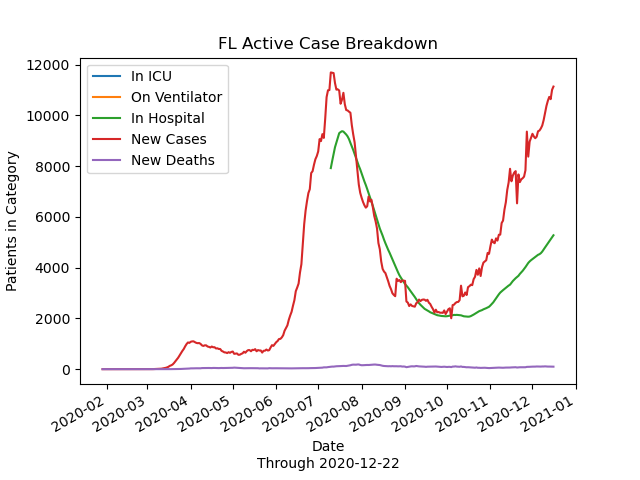 FL Active Case Breakdown
12000
10000
8000
6000
4000
2000
0
Patients in Category
In ICU
On Ventilator
In Hospital
New Cases
New Deaths
2020-02
2020-03
2020-04
2020-05
2020-06
2020-07
2020-08
2020-09
2020-10
2020-11
2020-12
2021-01
Date
Through 2020-12-22